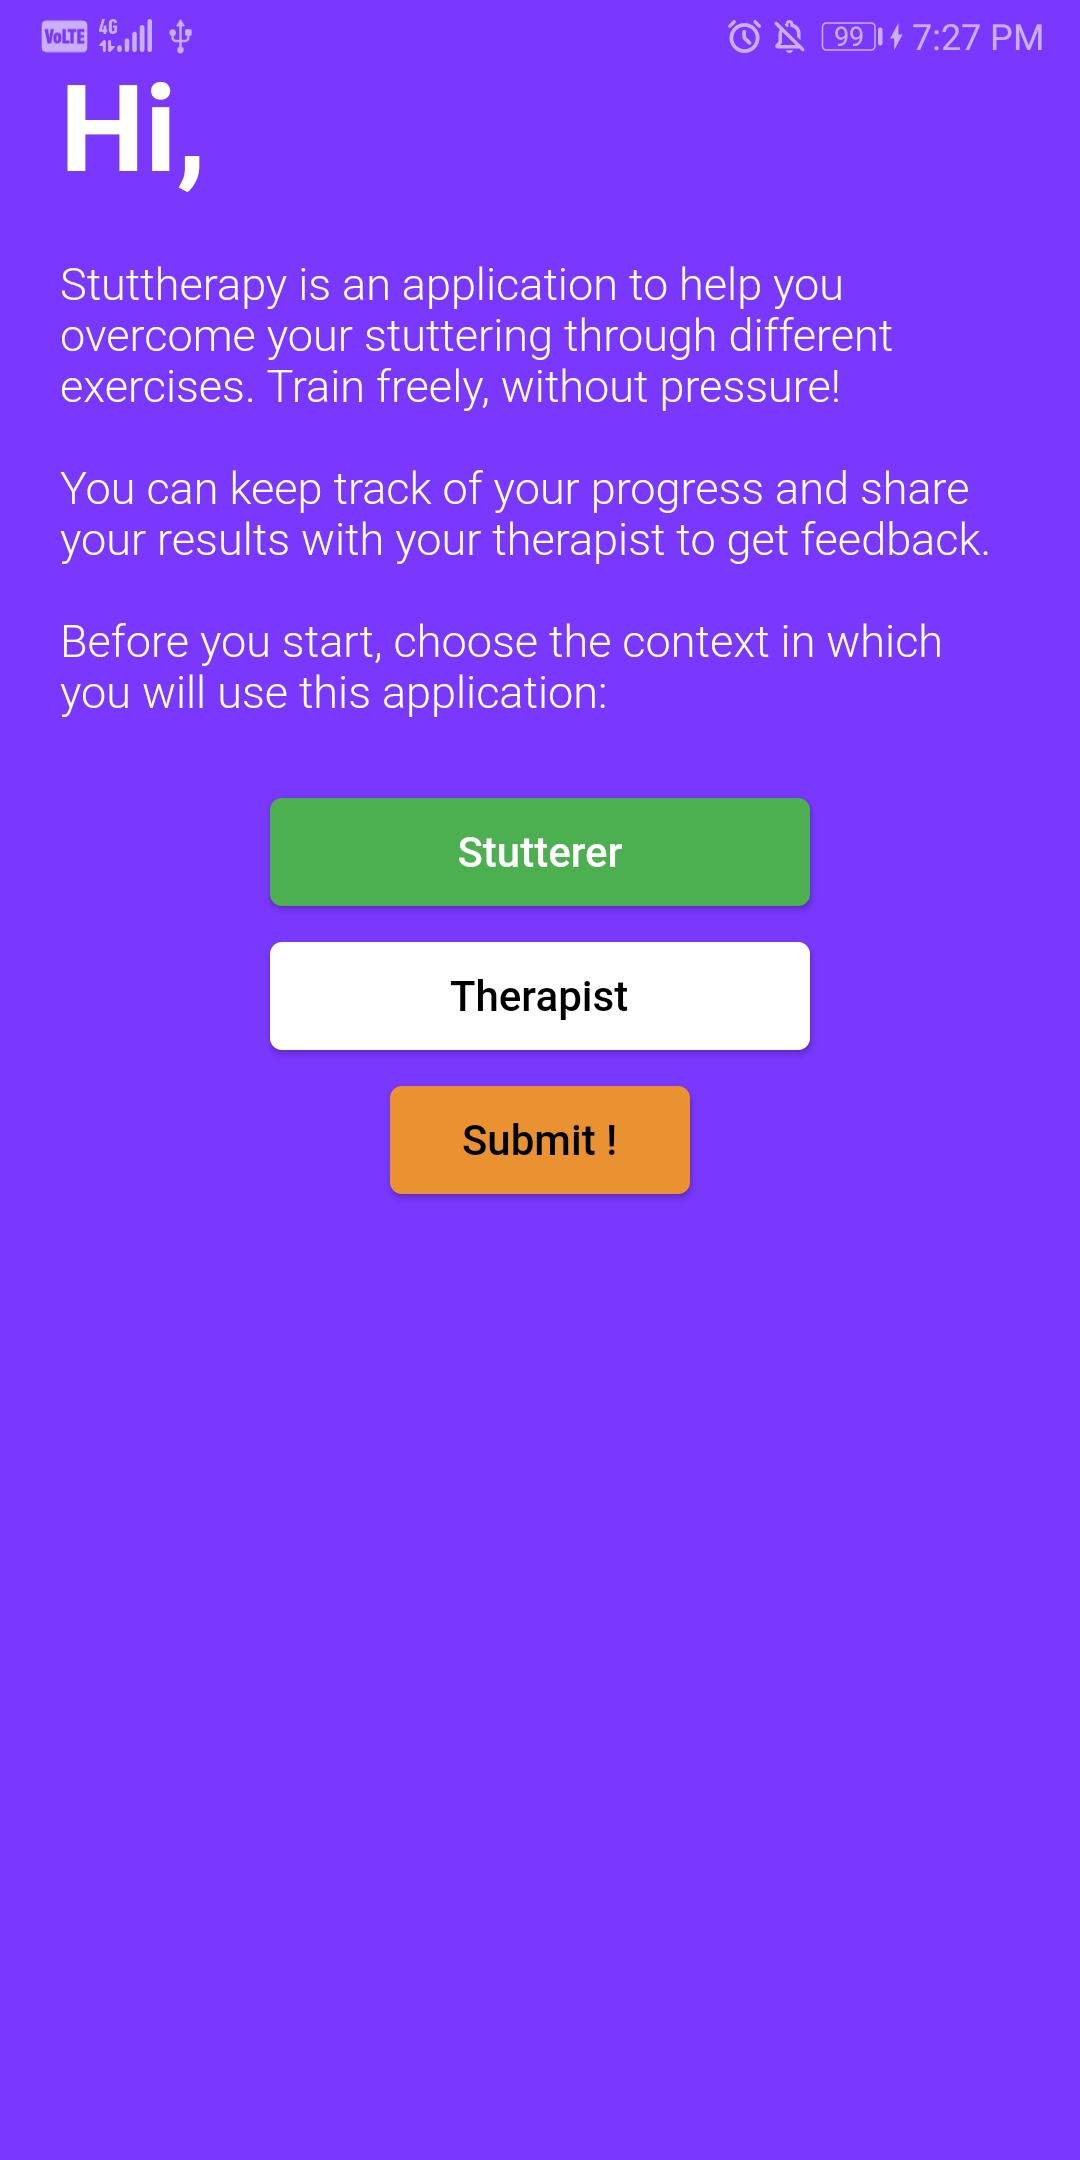 VoLTE 4G 99 7:27 PM
Hi,
Stuttherapy is an application to help you
overcome your stuttering through different
exercises. Train freely, without pressure!
You can keep track of your progress and share
your results with your therapist to get feedback.
Before you start, choose the context in which
you will use this application:
Stutterer
Therapist
Submit !